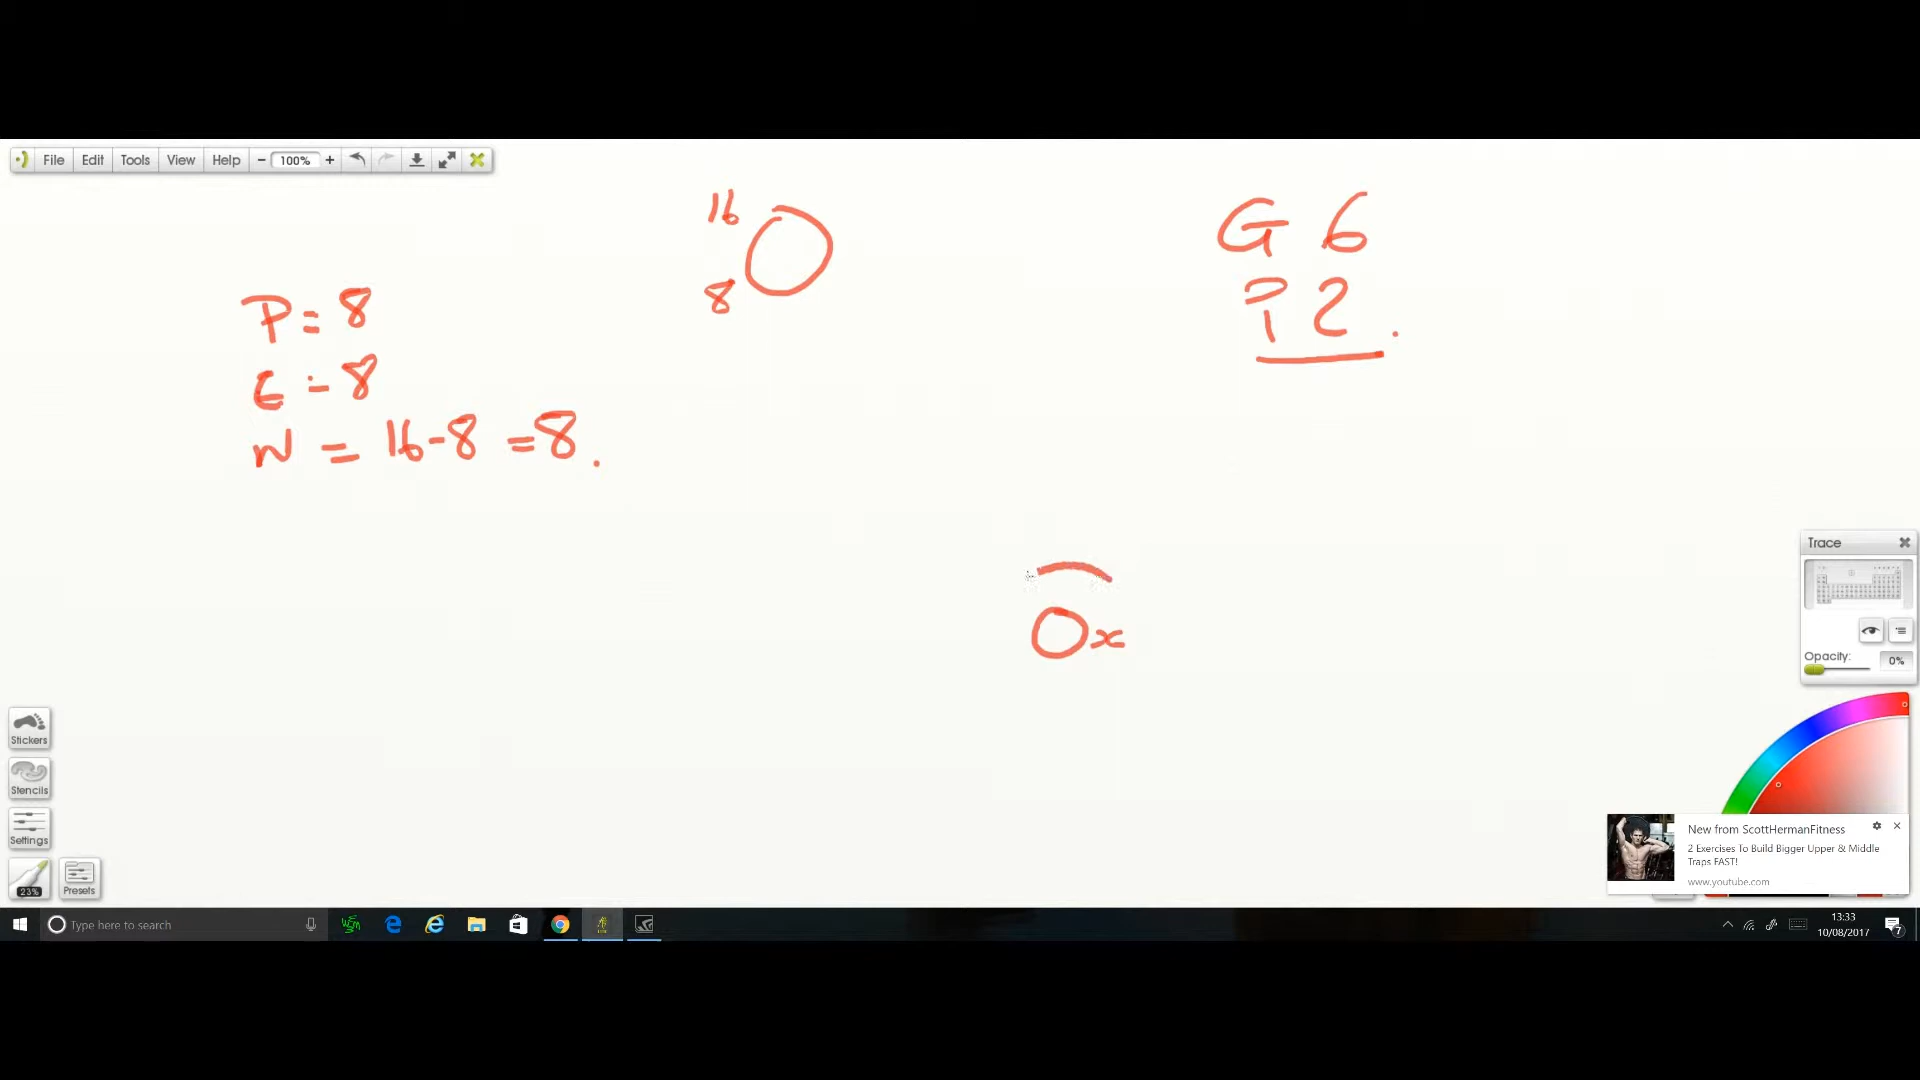 File Edit Tools View Help − 100% +
16
O
8
G 6
P 2 .
P = 8
E = 8
N = 16 - 8 = 8 .
Ox
Trace
Opacity:
0%
Stickers
Stencils
Settings
23%
Presets
New from ScottHermanFitness
2 Exercises To Build Bigger Upper & Middle
Traps FAST!
www.youtube.com
Type here to search
13:33
10/08/2017
7